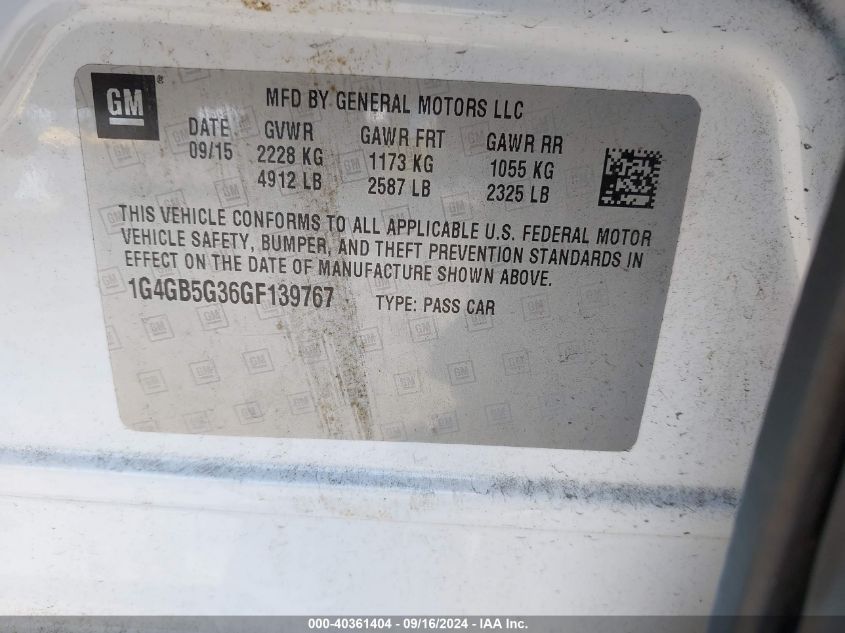 GM ®
MFD BY GENERAL MOTORS LLC
DATE GVWR GAWR FRT GAWR RR
09/15 2228 KG 1173 KG 1055 KG
4912 LB 2587 LB 2325 LB
THIS VEHICLE CONFORMS TO ALL APPLICABLE U.S. FEDERAL MOTOR
VEHICLE SAFETY, BUMPER, AND THEFT PREVENTION STANDARDS IN
EFFECT ON THE DATE OF MANUFACTURE SHOWN ABOVE.
1G4GB5G36GF139767 TYPE: PASS CAR
000-40361404 - 09/16/2024 - IAA Inc.